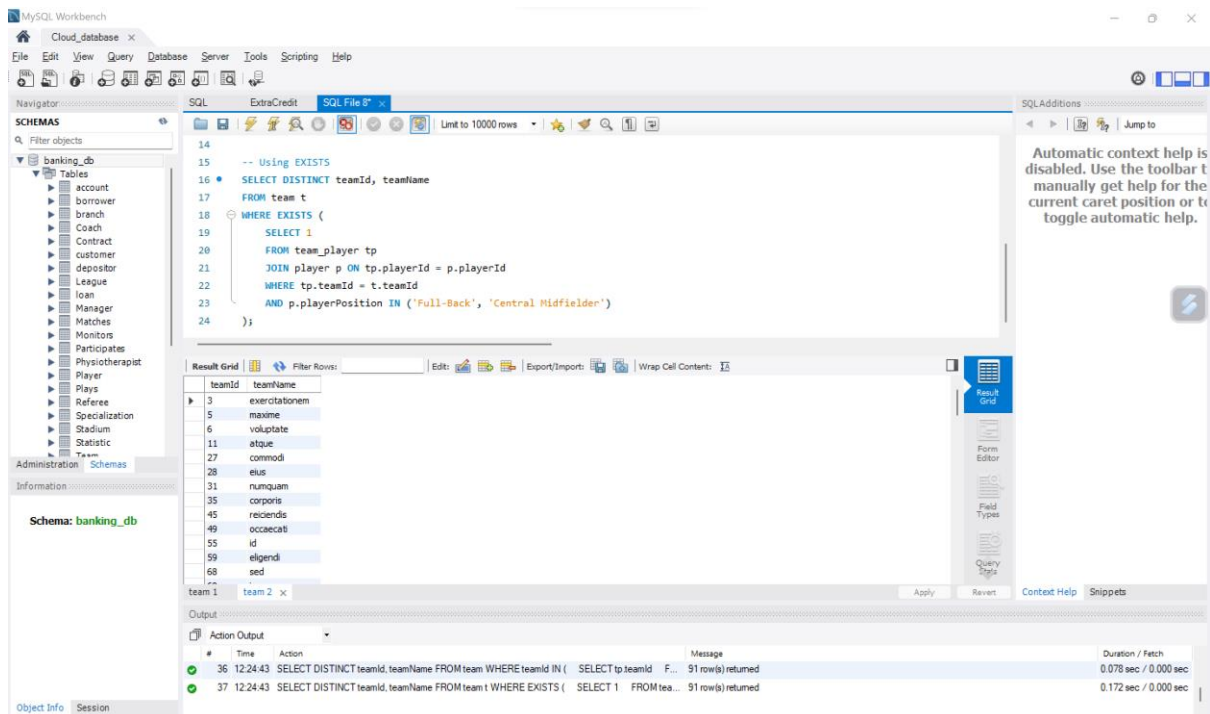 MySQL Workbench
Cloud_database
File Edit View Query Database Server Tools Scripting Help
Navigator
SCHEMAS
Filter objects
banking_db
Tables
account
borrower
branch
Coach
Contract
customer
depositor
League
loan
Manager
Matches
Monitors
Participates
Physiotherapist
Player
Plays
Referee
Specialization
Stadium
Statistic
Team
Administration Schemas
Information
Schema: banking_db
Object Info Session
SQL ExtraCredit SQL File 8*
Limit to 10000 rows
14
15 -- Using EXISTS
16 SELECT DISTINCT teamId, teamName
17 FROM team t
18 WHERE EXISTS (
19 SELECT 1
20 FROM team_player tp
21 JOIN player p ON tp.playerId = p.playerId
22 WHERE tp.teamId = t.teamId
23 AND p.playerPosition IN ('Full-Back', 'Central Midfielder')
24 );
Result Grid Filter Rows: Edit: Export/Import: Wrap Cell Content:
teamId teamName
3 exercitationem
5 maxime
6 voluptate
11 atque
27 commodi
28 eius
31 numquam
35 corporis
45 reiciendis
49 occaecati
55 id
59 eligendi
68 sed
Result Grid
Form Editor
Field Types
Query Stats
team 1 team 2 Apply Revert
SQLAdditions
Jump to
Automatic context help is
disabled. Use the toolbar t
manually get help for the
current caret position or to
toggle automatic help.
Context Help Snippets
Output
Action Output
# Time Action Message Duration / Fetch
36 12:24:43 SELECT DISTINCT teamId, teamName FROM team WHERE teamId IN ( SELECT tp.teamId F... 91 row(s) returned 0.078 sec / 0.000 sec
37 12:24:43 SELECT DISTINCT teamId, teamName FROM team t WHERE EXISTS ( SELECT 1 FROM tea... 91 row(s) returned 0.172 sec / 0.000 sec